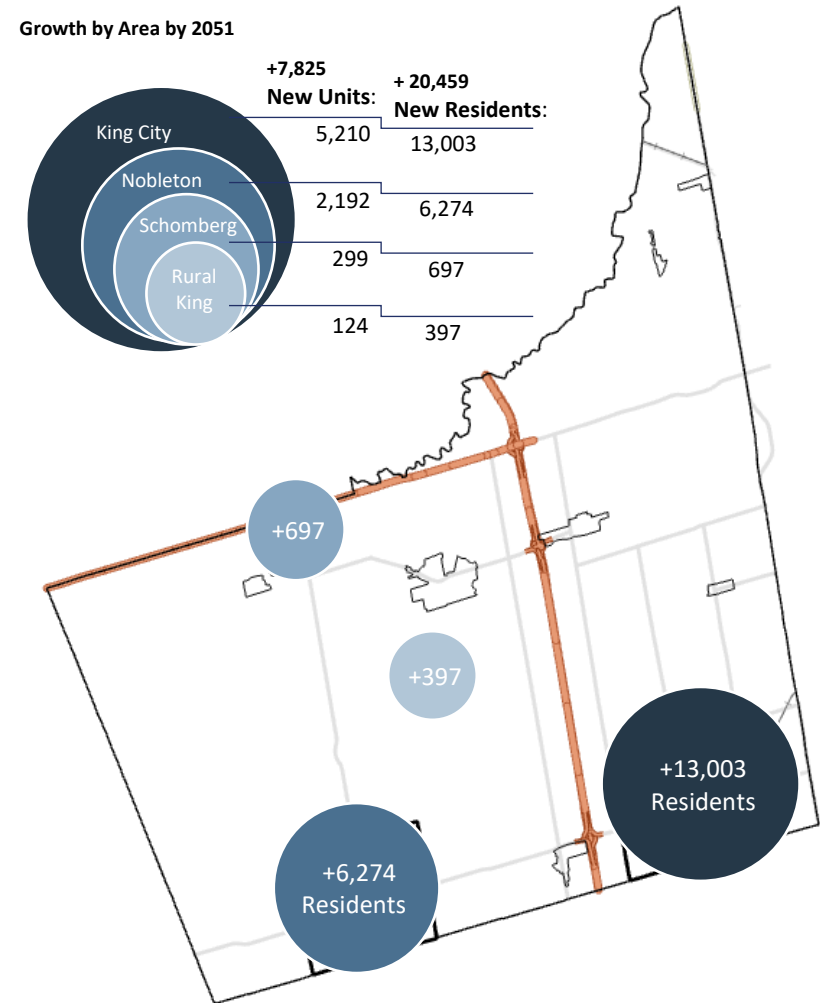 Growth by Area by 2051
+7,825
New Units:
+ 20,459
New Residents:
King City
5,210
13,003
Nobleton
2,192
6,274
Schomberg
299
697
Rural
King
124
397
+697
+397
+13,003
Residents
+6,274
Residents